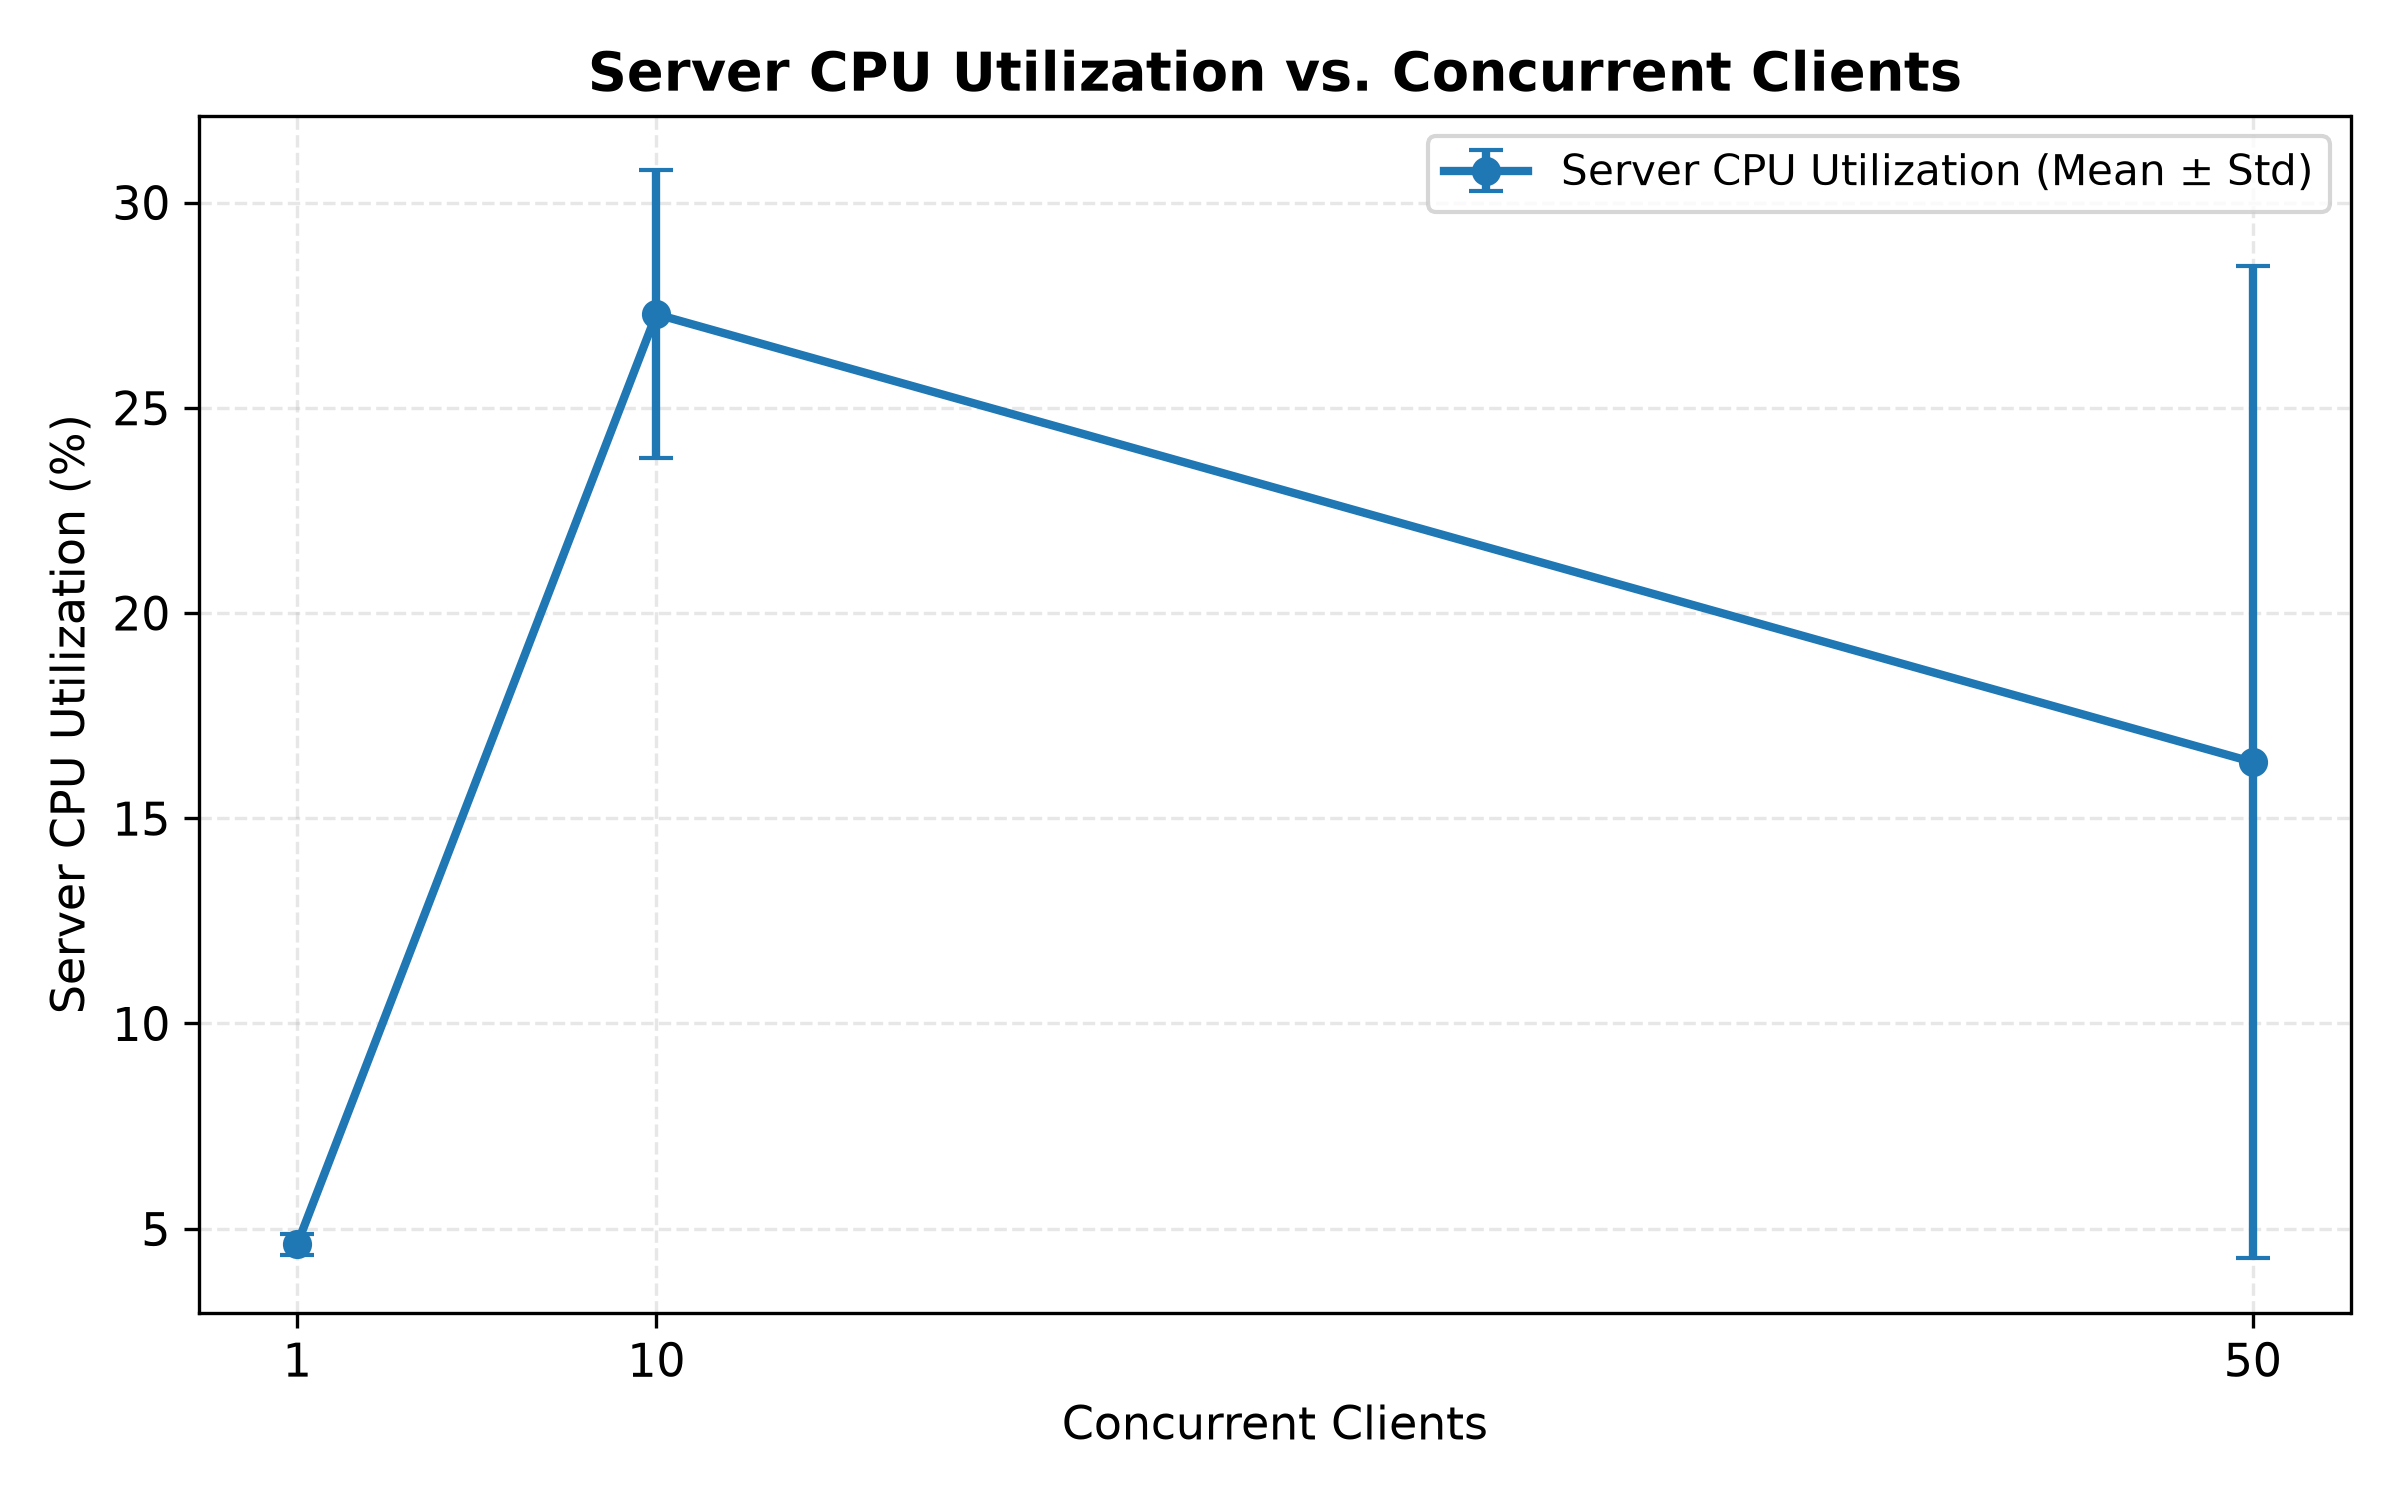 Server CPU Utilization vs. Concurrent Clients
Server CPU Utilization (Mean ± Std)
Server CPU Utilization (%)
30
25
20
15
10
5
1 10 50
Concurrent Clients